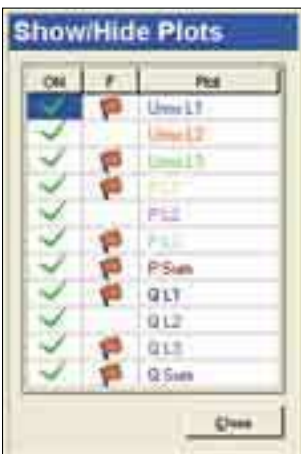 Show/Hide Plots
ON F Plot
Urms L1
Urms L2
Urms L3
P L1
P L2
P L3
P Sum
Q L1
Q L2
Q L3
Q Sum
Close